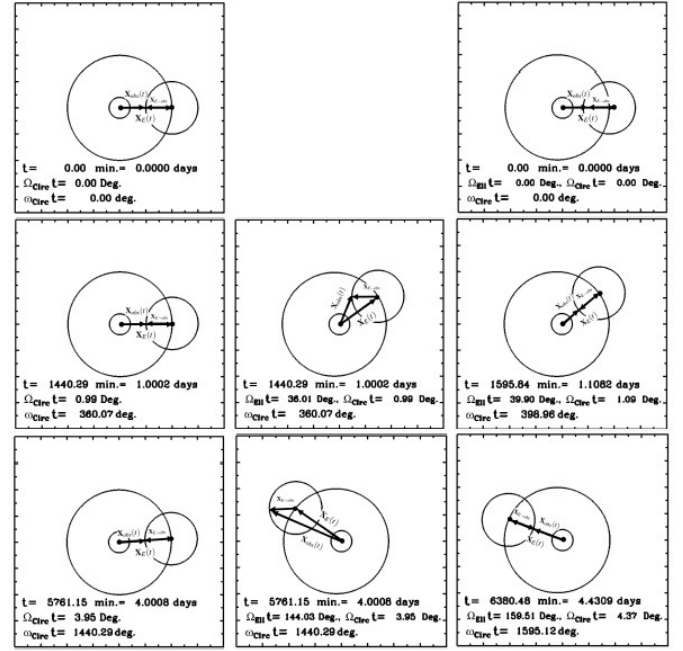 X_obs(t) X_E−obs
X_E(t)
t= 0.00 min.= 0.0000 days
Ω_Circ t= 0.00 Deg.
ω_Circ t= 0.00 deg.
X_obs(t) X_E−obs
X_E(t)
t= 0.00 min.= 0.0000 days
Ω_Ell t= 0.00 Deg., Ω_Circ t= 0.00 Deg.
ω_Circ t= 0.00 deg.
X_obs(t) X_E−obs
X_E(t)
t= 1440.29 min.= 1.0002 days
Ω_Circ t= 0.99 Deg.
ω_Circ t= 360.07 deg.
X_obs(t) X_E−obs
X_E(t)
t= 1440.29 min.= 1.0002 days
Ω_Ell t= 36.01 Deg., Ω_Circ t= 0.99 Deg.
ω_Circ t= 360.07 deg.
X_obs(t) X_E−obs
X_E(t)
t= 1595.84 min.= 1.1082 days
Ω_Ell t= 39.90 Deg., Ω_Circ t= 1.09 Deg.
ω_Circ t= 398.96 deg.
X_obs(t) X_E−obs
X_E(t)
t= 5761.15 min.= 4.0008 days
Ω_Circ t= 3.95 Deg.
ω_Circ t= 1440.29 deg.
X_E−obs X_E(t)
X_obs(t)
t= 5761.15 min.= 4.0008 days
Ω_Ell t= 144.03 Deg., Ω_Circ t= 3.95 Deg.
ω_Circ t= 1440.29 deg.
X_E−obs X_obs(t)
X_E(t)
t= 6380.48 min.= 4.4309 days
Ω_Ell t= 159.51 Deg., Ω_Circ t= 4.37 Deg.
ω_Circ t= 1595.12 deg.